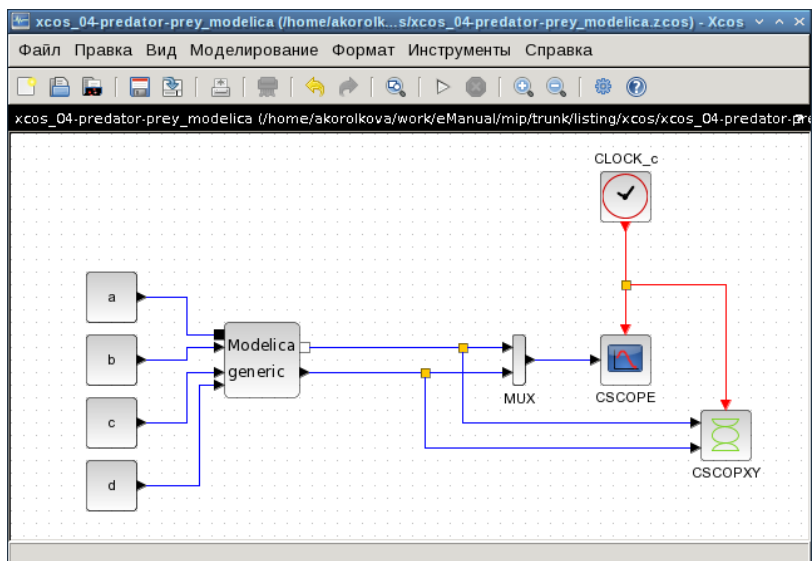 xcos_04-predator-prey_modelica (/home/akorolk...s/xcos_04-predator-prey_modelica.zcos) - Xcos
Файл Правка Вид Моделирование Формат Инструменты Справка
xcos_04-predator-prey_modelica (/home/akorolkova/work/eManual/mip/trunk/listing/xcos/xcos_04-predator-pre
CLOCK_c
a
b
Modelica
generic
c
d
MUX
CSCOPE
CSCOPXY